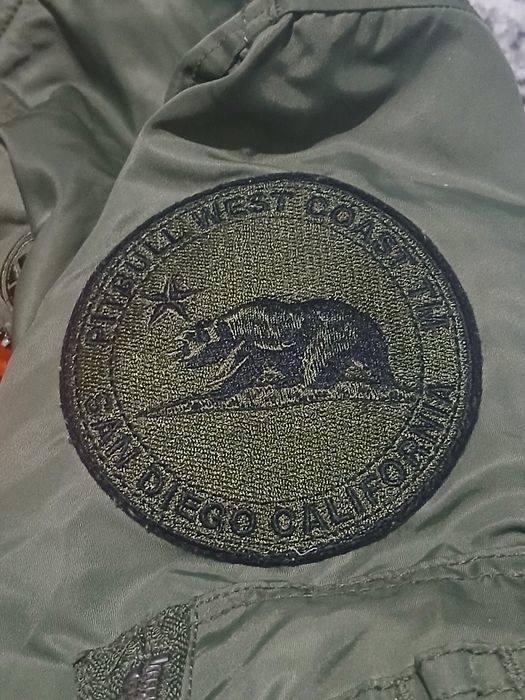 PITBULL WEST COAST TM
SAN DIEGO CALIFORNIA